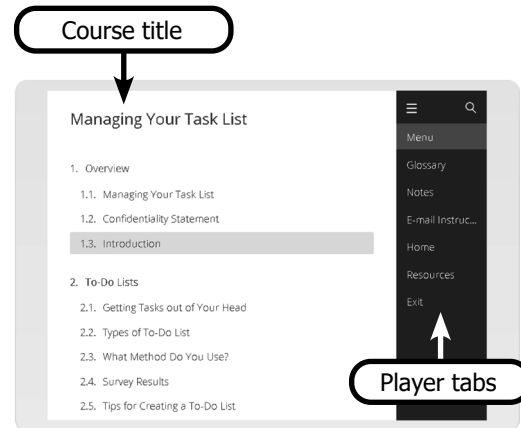 Course title
Managing Your Task List
1. Overview
1.1. Managing Your Task List
1.2. Confidentiality Statement
1.3. Introduction
2. To-Do Lists
2.1. Getting Tasks out of Your Head
2.2. Types of To-Do List
2.3. What Method Do You Use?
2.4. Survey Results
2.5. Tips for Creating a To-Do List
Menu
Glossary
Notes
E-mail Instruc...
Home
Resources
Exit
Player tabs